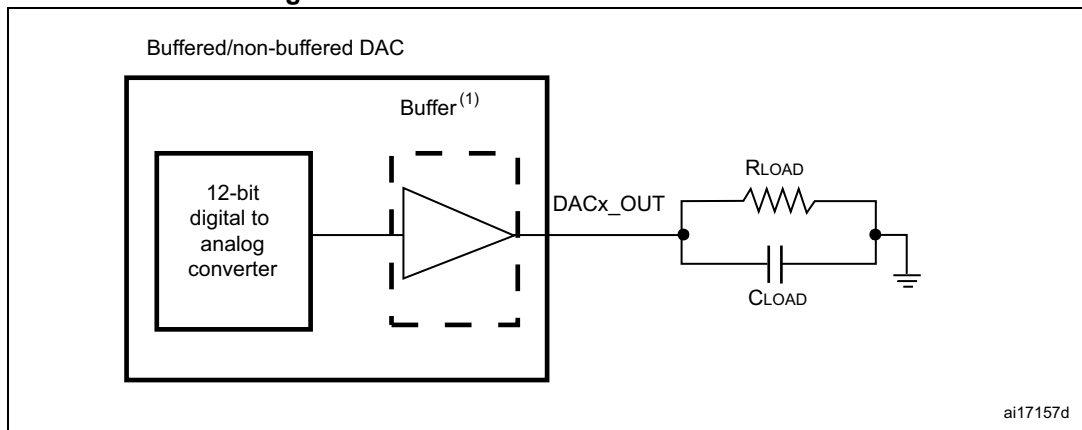 Buffered/non-buffered DAC
Buffer (1)
12-bit
digital to
analog
converter
DACx_OUT
RLOAD
CLOAD
ai17157d